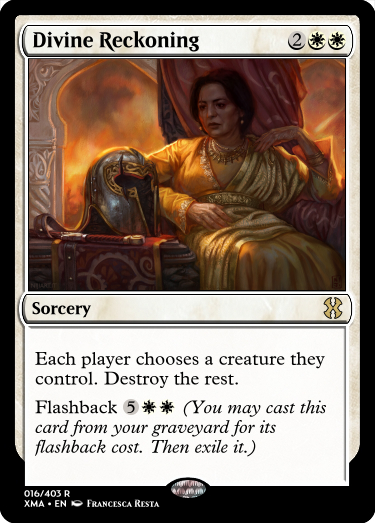 Divine Reckoning 2
Sorcery
Each player chooses a creature they
control. Destroy the rest.
Flashback 5 (You may cast this
card from your graveyard for its
flashback cost. Then exile it.)
016/403 R
XMA • EN Francesca Resta